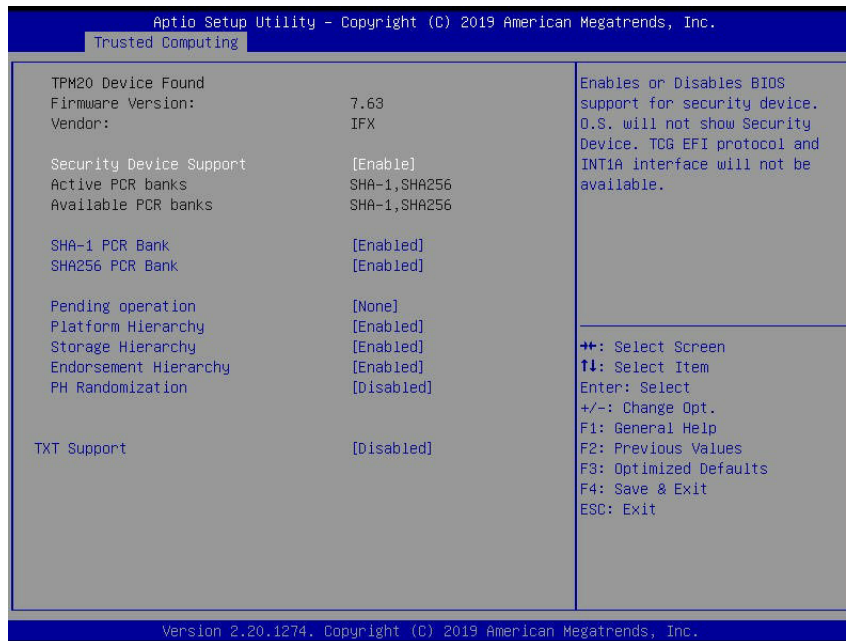 Aptio Setup Utility – Copyright (C) 2019 American Megatrends, Inc.
Trusted Computing
TPM20 Device Found
Firmware Version: 7.63
Vendor: IFX
Security Device Support [Enable]
Active PCR banks SHA-1,SHA256
Available PCR banks SHA-1,SHA256
SHA-1 PCR Bank [Enabled]
SHA256 PCR Bank [Enabled]
Pending operation [None]
Platform Hierarchy [Enabled]
Storage Hierarchy [Enabled]
Endorsement Hierarchy [Enabled]
PH Randomization [Disabled]
TXT Support [Disabled]
Enables or Disables BIOS
support for security device.
O.S. will not show Security
Device. TCG EFI protocol and
INT1A interface will not be
available.
→←: Select Screen
↑↓: Select Item
Enter: Select
+/-: Change Opt.
F1: General Help
F2: Previous Values
F3: Optimized Defaults
F4: Save & Exit
ESC: Exit
Version 2.20.1274. Copyright (C) 2019 American Megatrends, Inc.